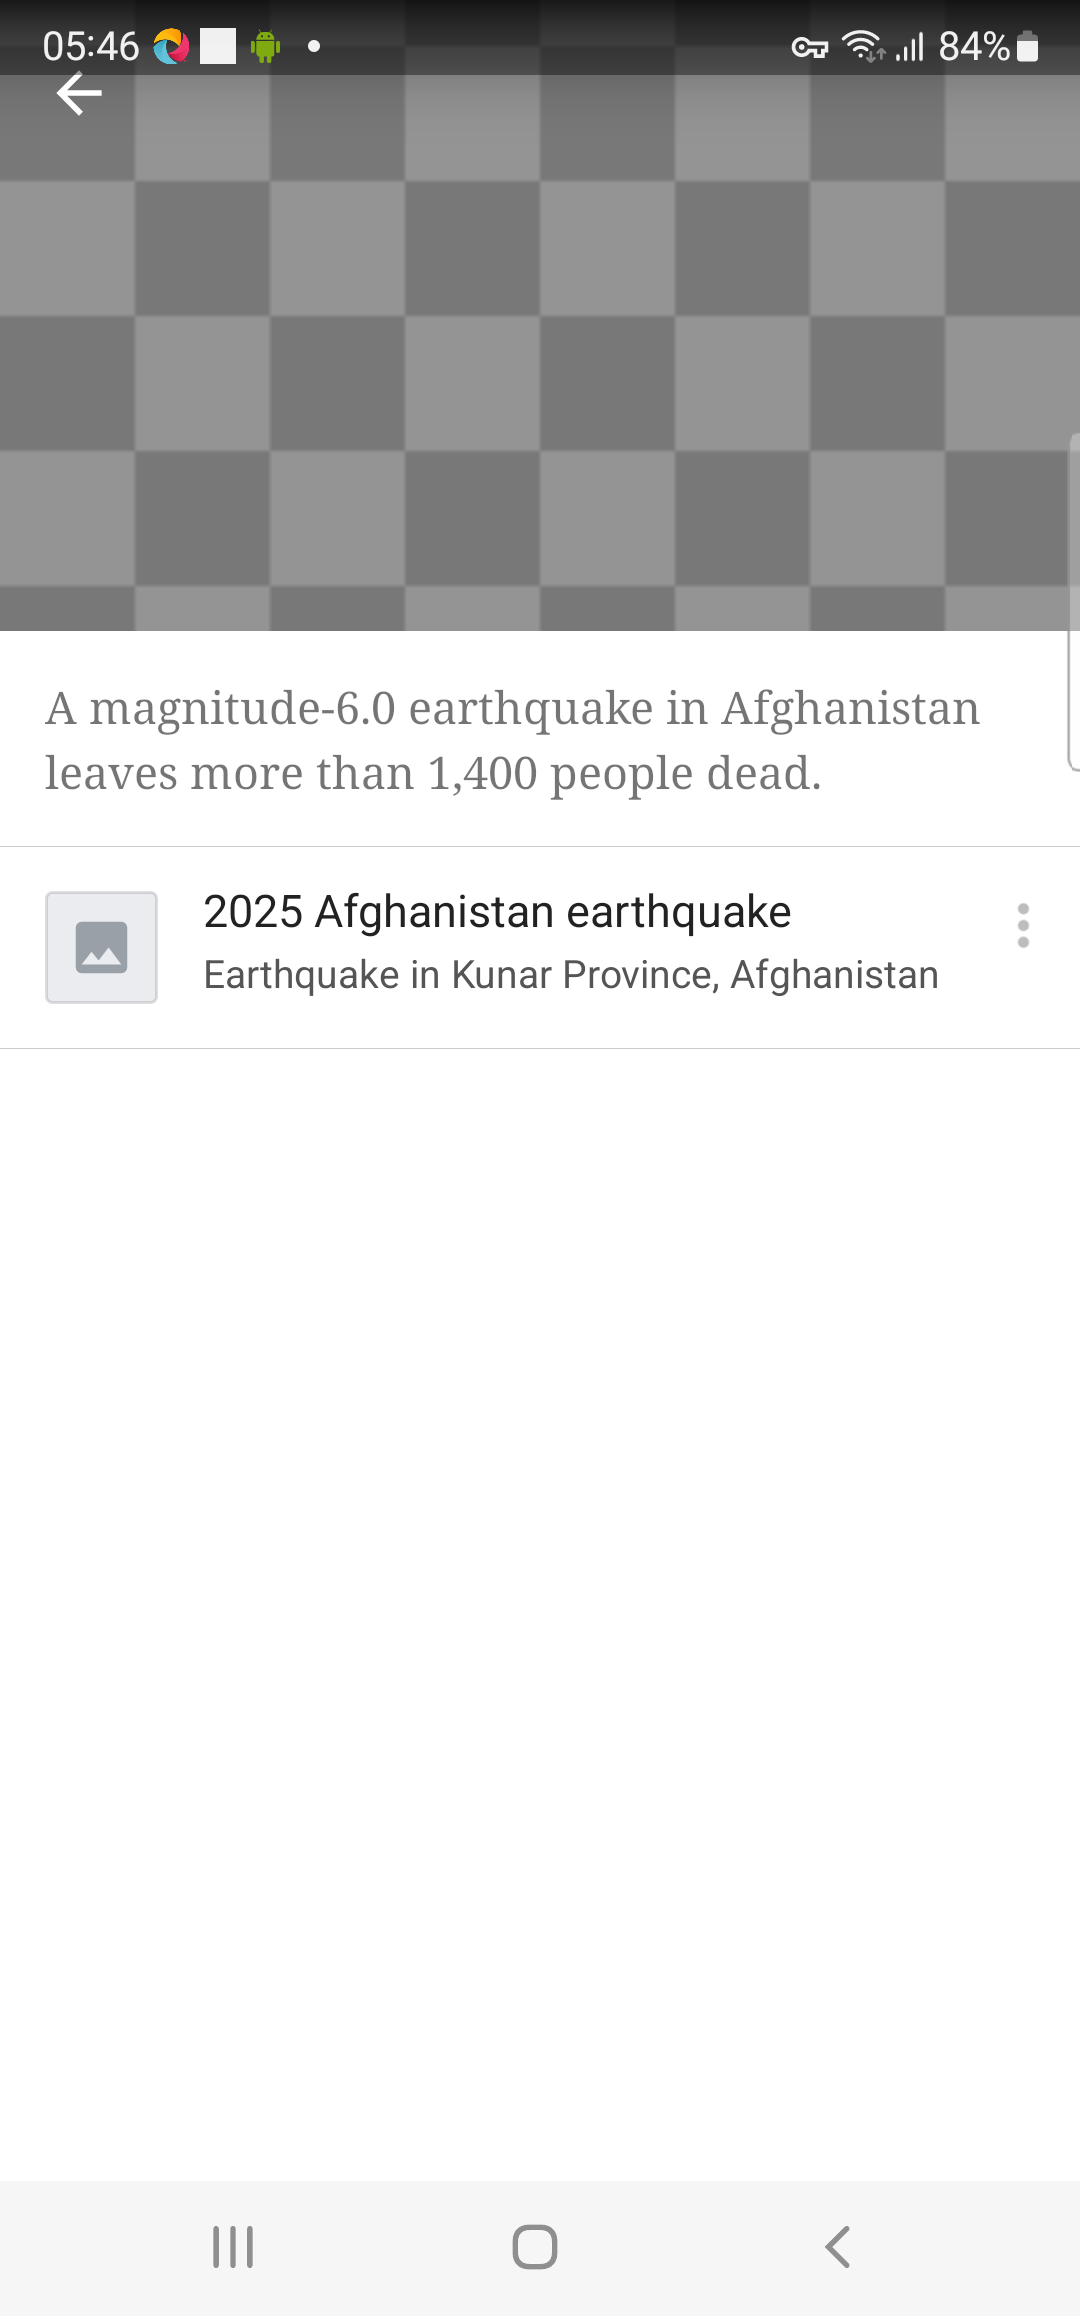 05:46
84%
A magnitude-6.0 earthquake in Afghanistan
leaves more than 1,400 people dead.
2025 Afghanistan earthquake
Earthquake in Kunar Province, Afghanistan